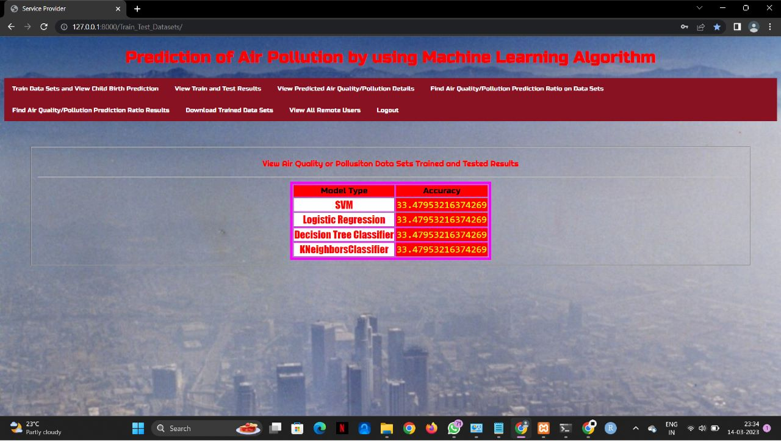 Service Provider
127.0.0.1:8000/Train_Test_Datasets/
Prediction of Air Pollution by using Machine Learning Algorithm
Train Data Sets and View Child Birth Prediction View Train and Test Results View Predicted Air Quality/Pollution Details Find Air Quality/Pollution Prediction Ratio on Data Sets
Find Air Quality/Pollution Prediction Ratio Results Download Trained Data Sets View All Remote Users Logout
View Air Quality or Pollusiton Data Sets Trained and Tested Results
Model Type Accuracy
SVM 33.47953216374269
Logistic Regression 33.47953216374269
Decision Tree Classifier 33.47953216374269
KNeighborsClassifier 33.47953216374269
23°C
Partly cloudy
Search
ENG
IN
23:34
14-03-2023